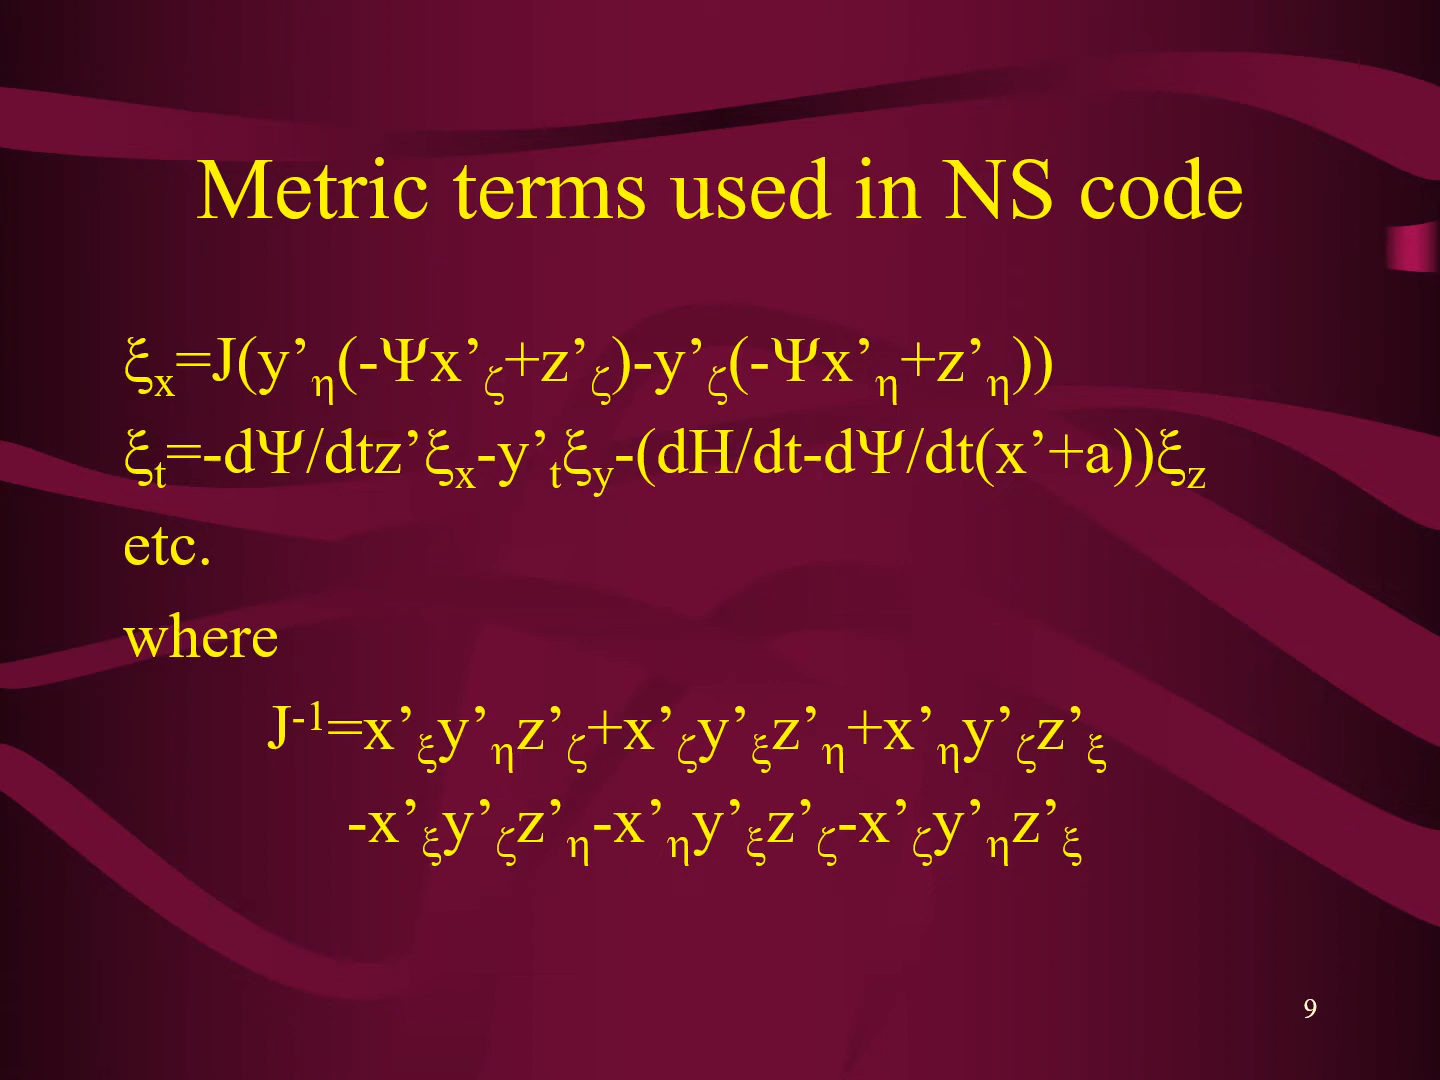 Metric terms used in NS code
ξx=J(y’η(-Ψx’ζ+z’ζ)-y’ζ(-Ψx’η+z’η))
ξt=-dΨ/dtz’ξx-y’tξy-(dH/dt-dΨ/dt(x’+a))ξz
etc.
where
J-1=x’ξy’ηz’ζ+x’ζy’ξz’η+x’ηy’ζz’ξ
-x’ξy’ζz’η-x’ηy’ξz’ζ-x’ζy’ηz’ξ
9